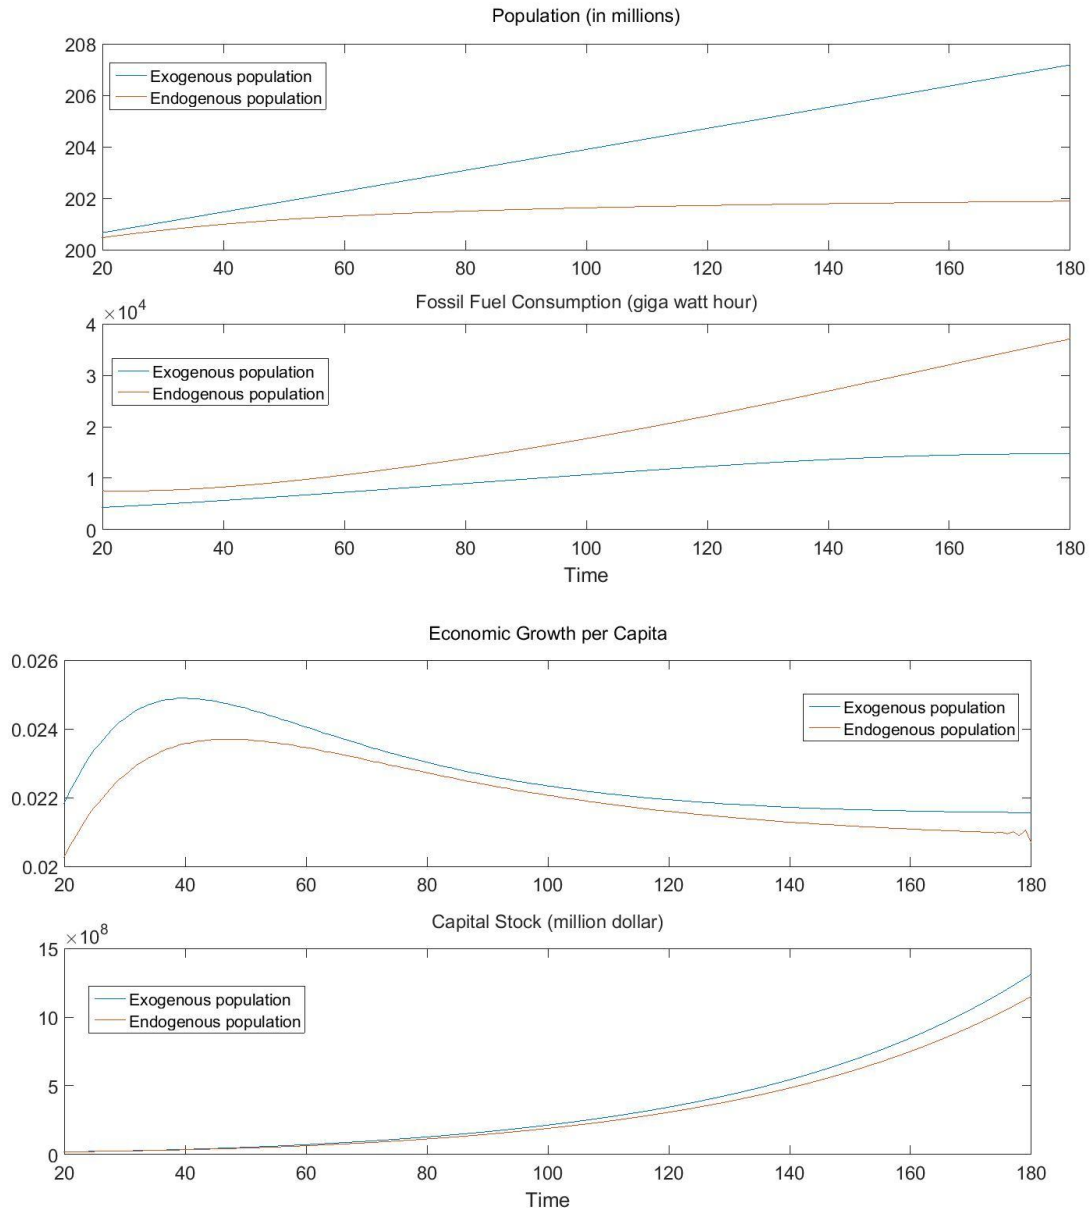 Population (in millions)
208
206
204
202
200
Exogenous population
Endogenous population
20 40 60 80 100 120 140 160 180
Fossil Fuel Consumption (giga watt hour)
×10^4
4
3
2
1
0
Exogenous population
Endogenous population
20 40 60 80 100 120 140 160 180
Time
Economic Growth per Capita
0.026
0.024
0.022
0.02
Exogenous population
Endogenous population
20 40 60 80 100 120 140 160 180
Capital Stock (million dollar)
×10^8
15
10
5
0
Exogenous population
Endogenous population
20 40 60 80 100 120 140 160 180
Time